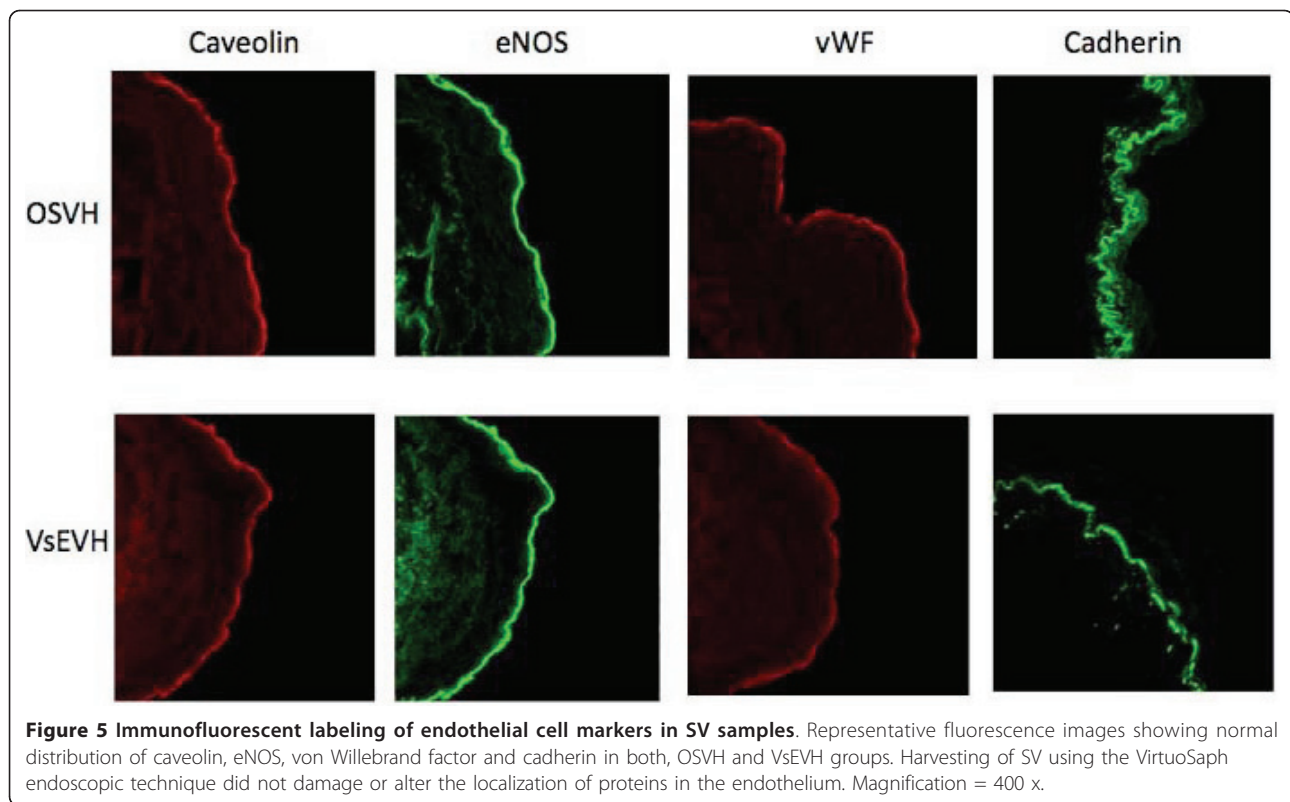 Caveolin eNOS vWF Cadherin
OSVH
VsEVH
Figure 5 Immunofluorescent labeling of endothelial cell markers in SV samples. Representative fluorescence images showing normal
distribution of caveolin, eNOS, von Willebrand factor and cadherin in both, OSVH and VsEVH groups. Harvesting of SV using the VirtuoSaph
endoscopic technique did not damage or alter the localization of proteins in the endothelium. Magnification = 400 x.